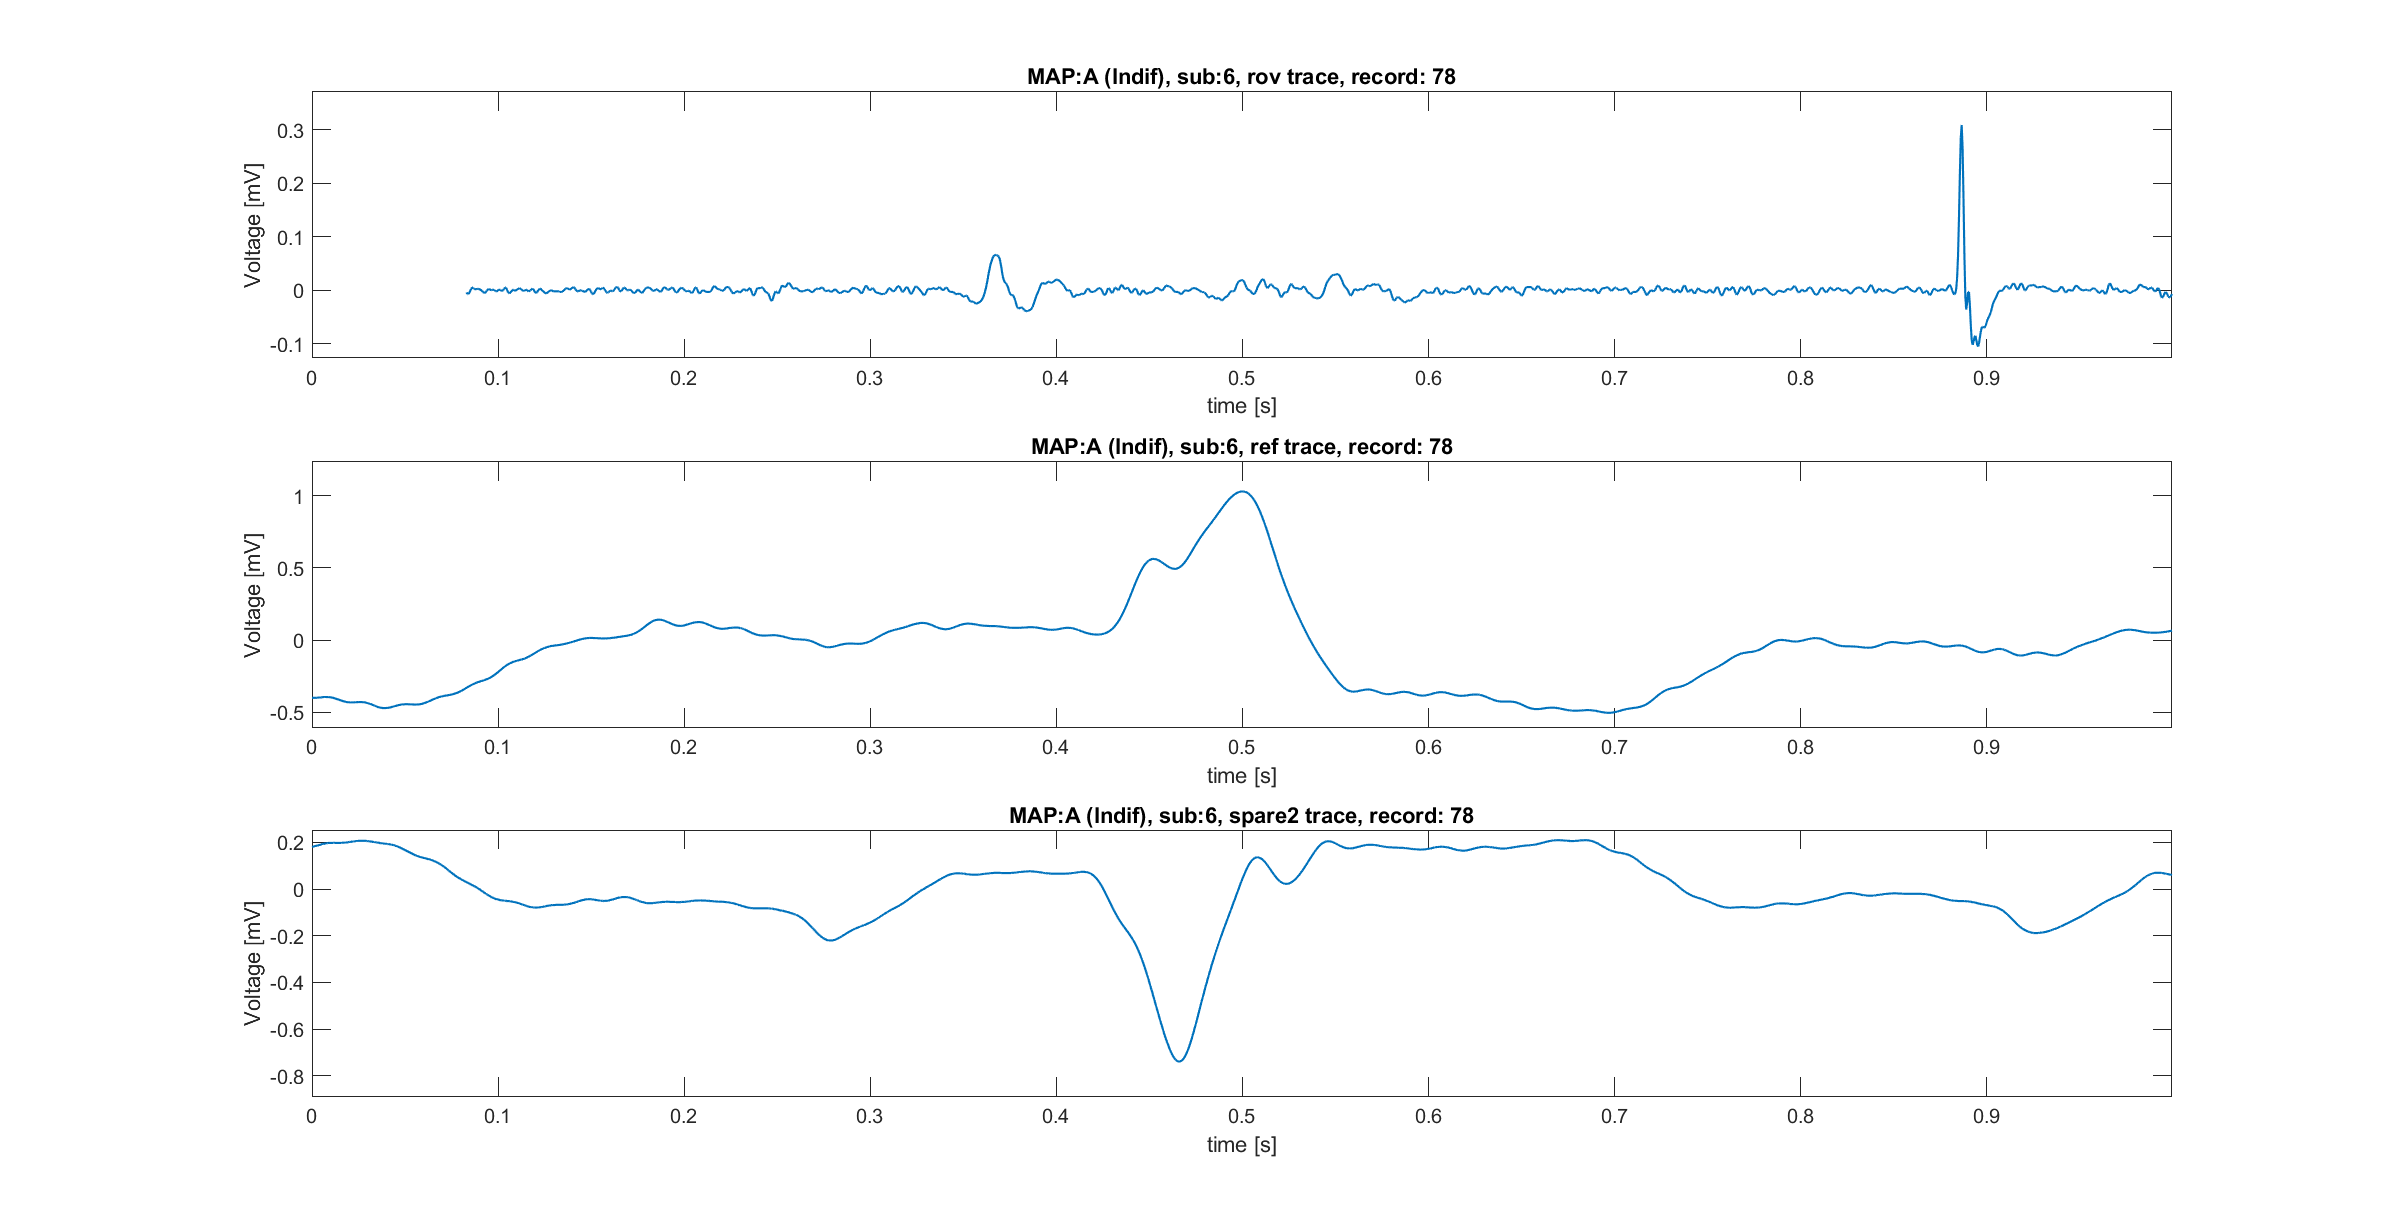 MAP:A (Indif), sub:6, rov trace, record: 78
Voltage [mV]
0.3
0.2
0.1
0
-0.1
0 0.1 0.2 0.3 0.4 0.5 0.6 0.7 0.8 0.9
time [s]
MAP:A (Indif), sub:6, ref trace, record: 78
Voltage [mV]
1
0.5
0
-0.5
0 0.1 0.2 0.3 0.4 0.5 0.6 0.7 0.8 0.9
time [s]
MAP:A (Indif), sub:6, spare2 trace, record: 78
Voltage [mV]
0.2
0
-0.2
-0.4
-0.6
-0.8
0 0.1 0.2 0.3 0.4 0.5 0.6 0.7 0.8 0.9
time [s]